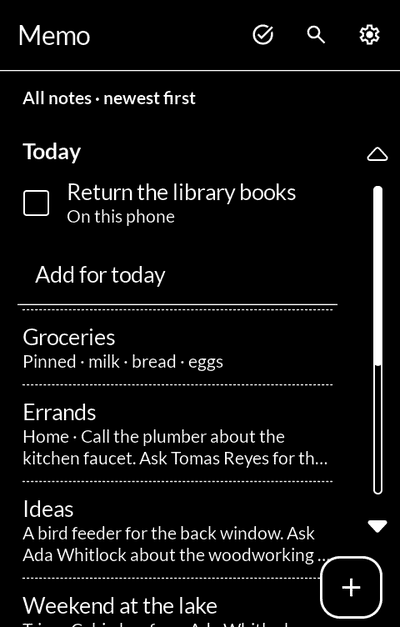 Memo
All notes · newest first
Today
Return the library books
On this phone
Add for today
Groceries
Pinned · milk · bread · eggs
Errands
Home · Call the plumber about the
kitchen faucet. Ask Tomas Reyes for th...
Ideas
A bird feeder for the back window. Ask
Ada Whitlock about the woodworking ...
Weekend at the lake